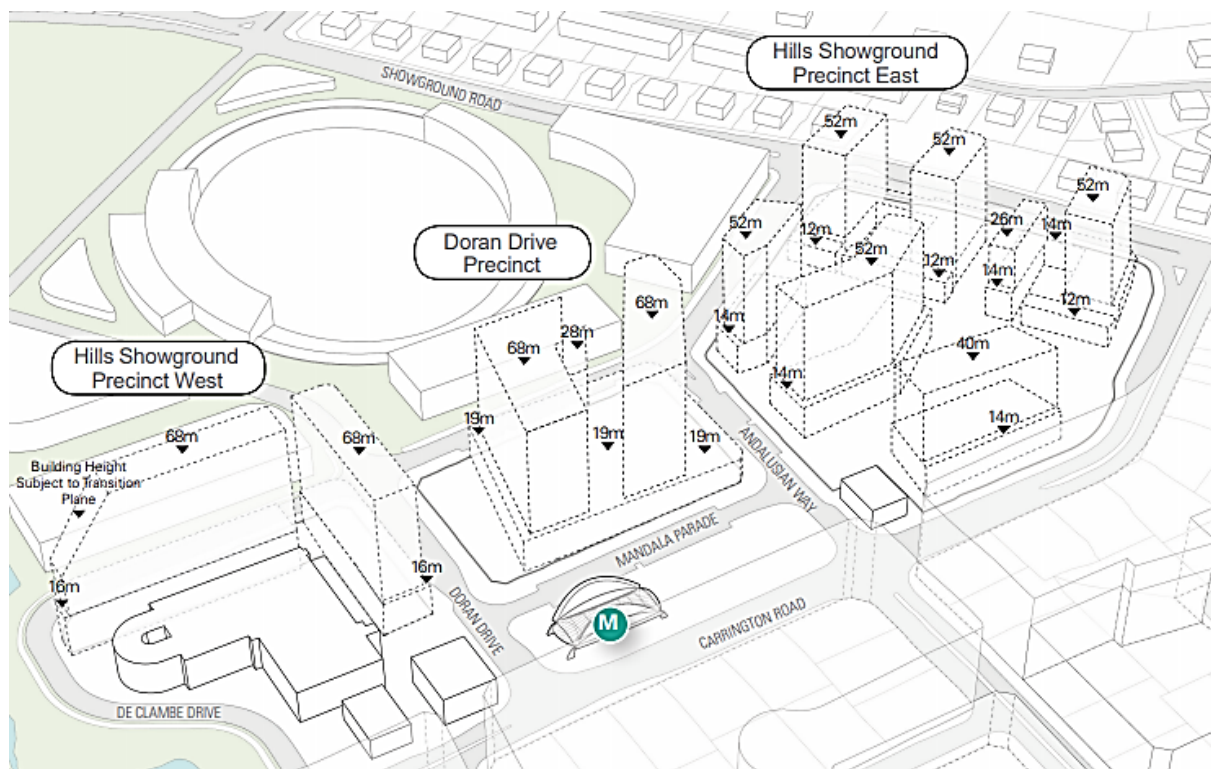 Hills Showground
Precinct East
SHOWGROUND ROAD
52m
52m
52m
52m
12m
26m
14m
Doran Drive
Precinct
52m
12m
14m
68m
12m
14m
28m
68m
40m
Hills Showground
Precinct West
14m
19m
68m
68m
19m
19m
14m
ANDALUSIAN WAY
Building Height
Subject to Transition
Plane
MANDALA PARADE
16m
16m
DORAN DRIVE
M
CARRINGTON ROAD
DE CLAMBE DRIVE